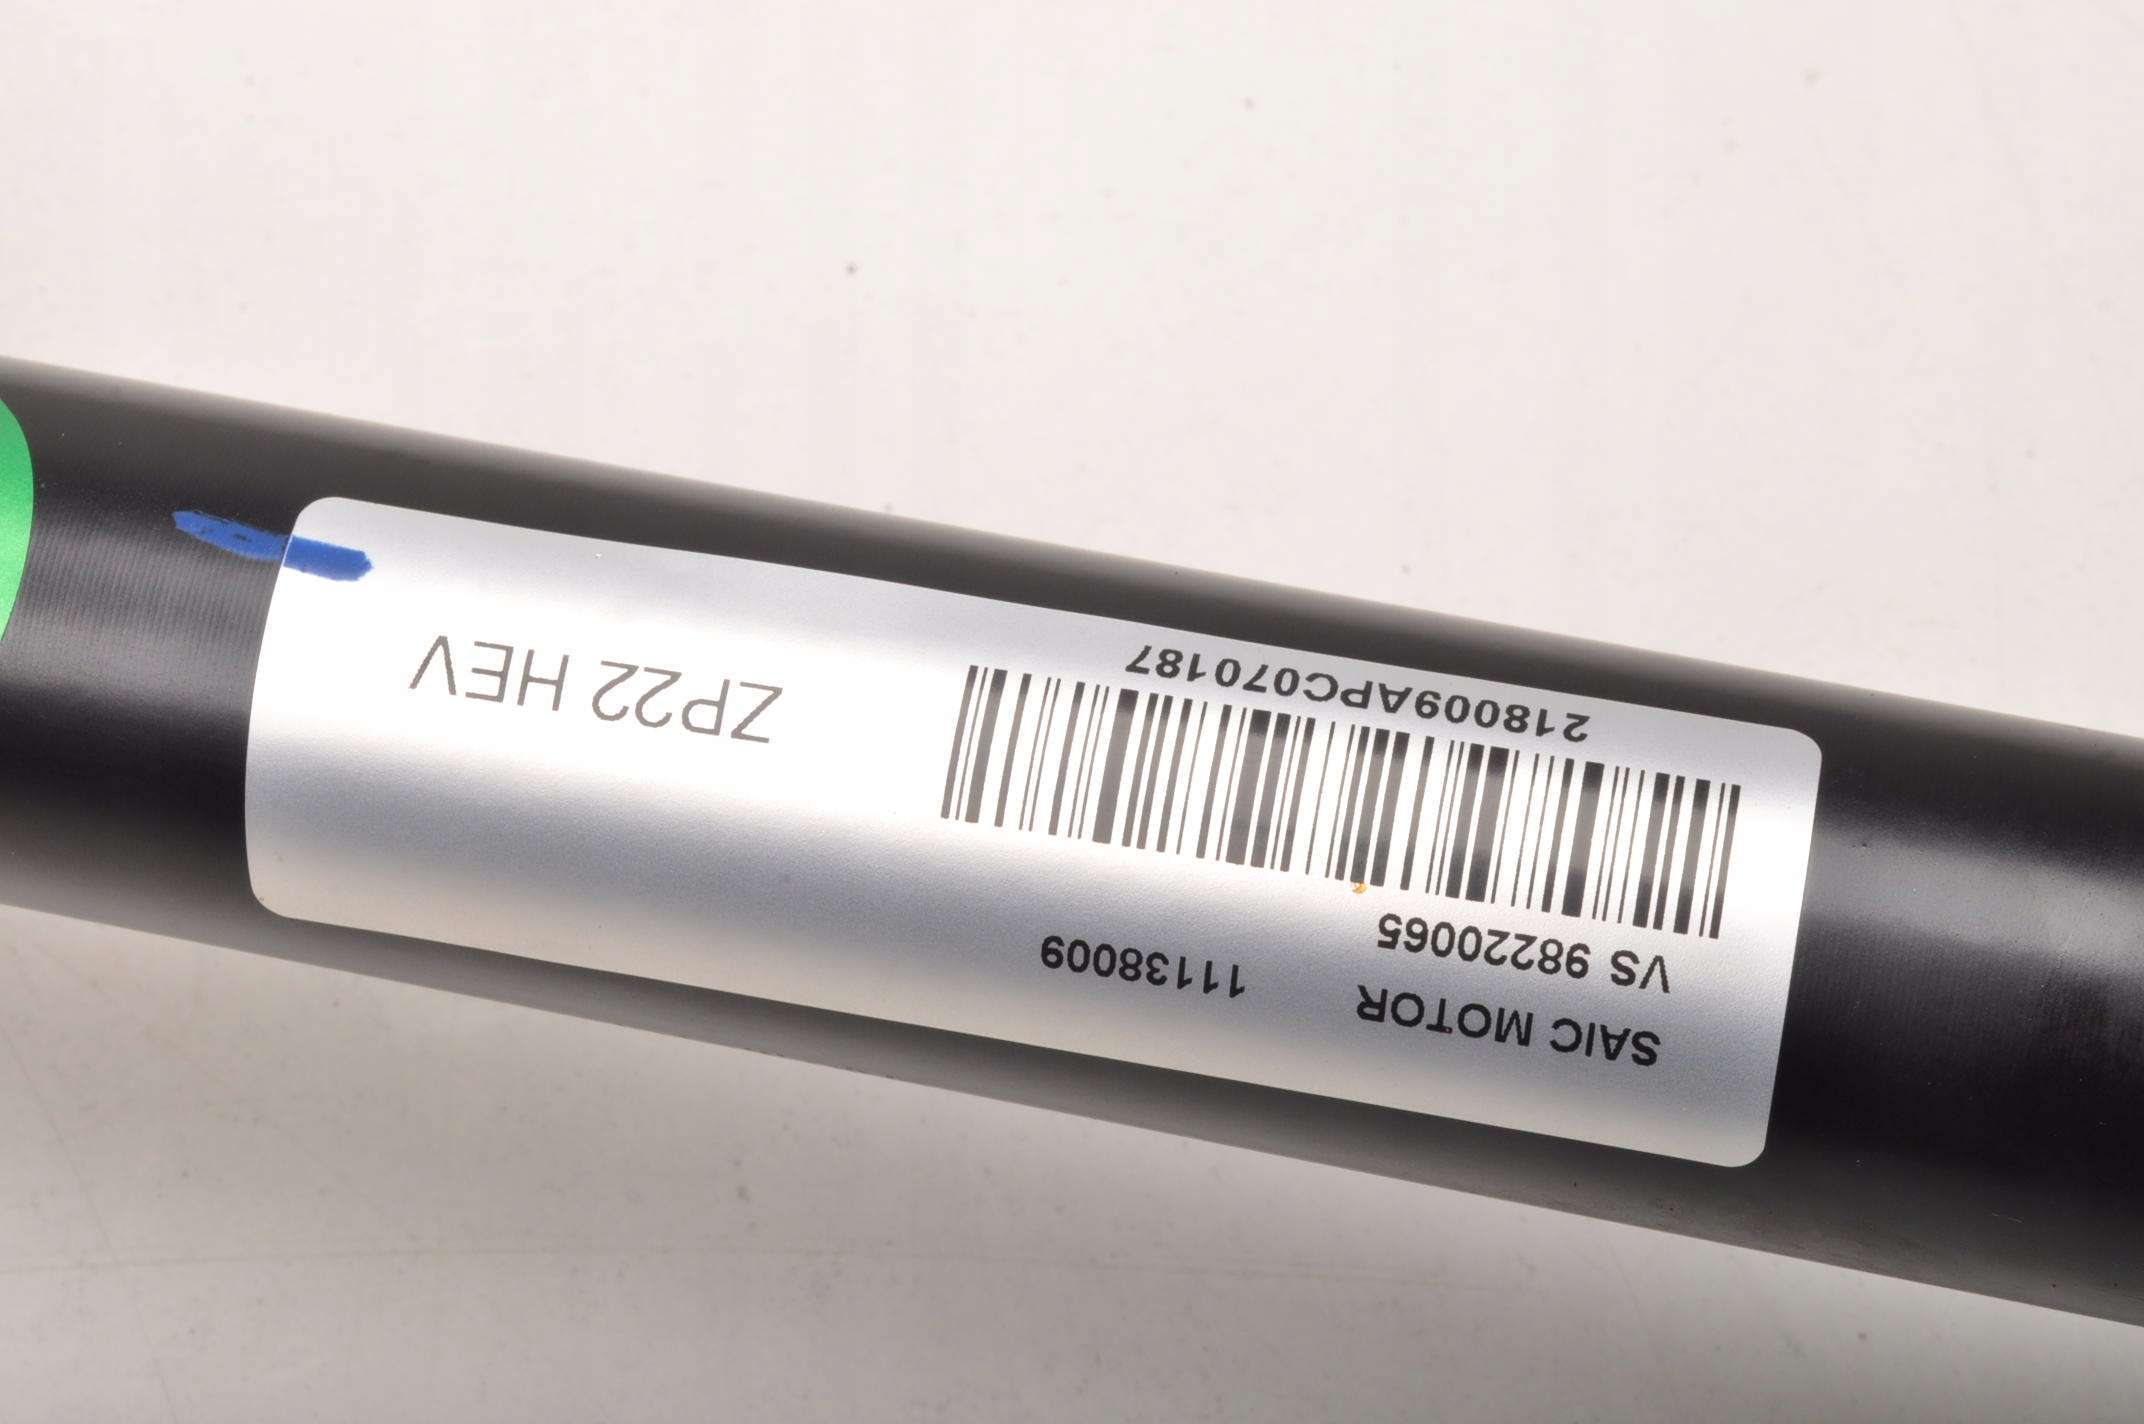 SAIC MOTOR 11138009
VS 98220065
218009APC070187
ZP22 HEV